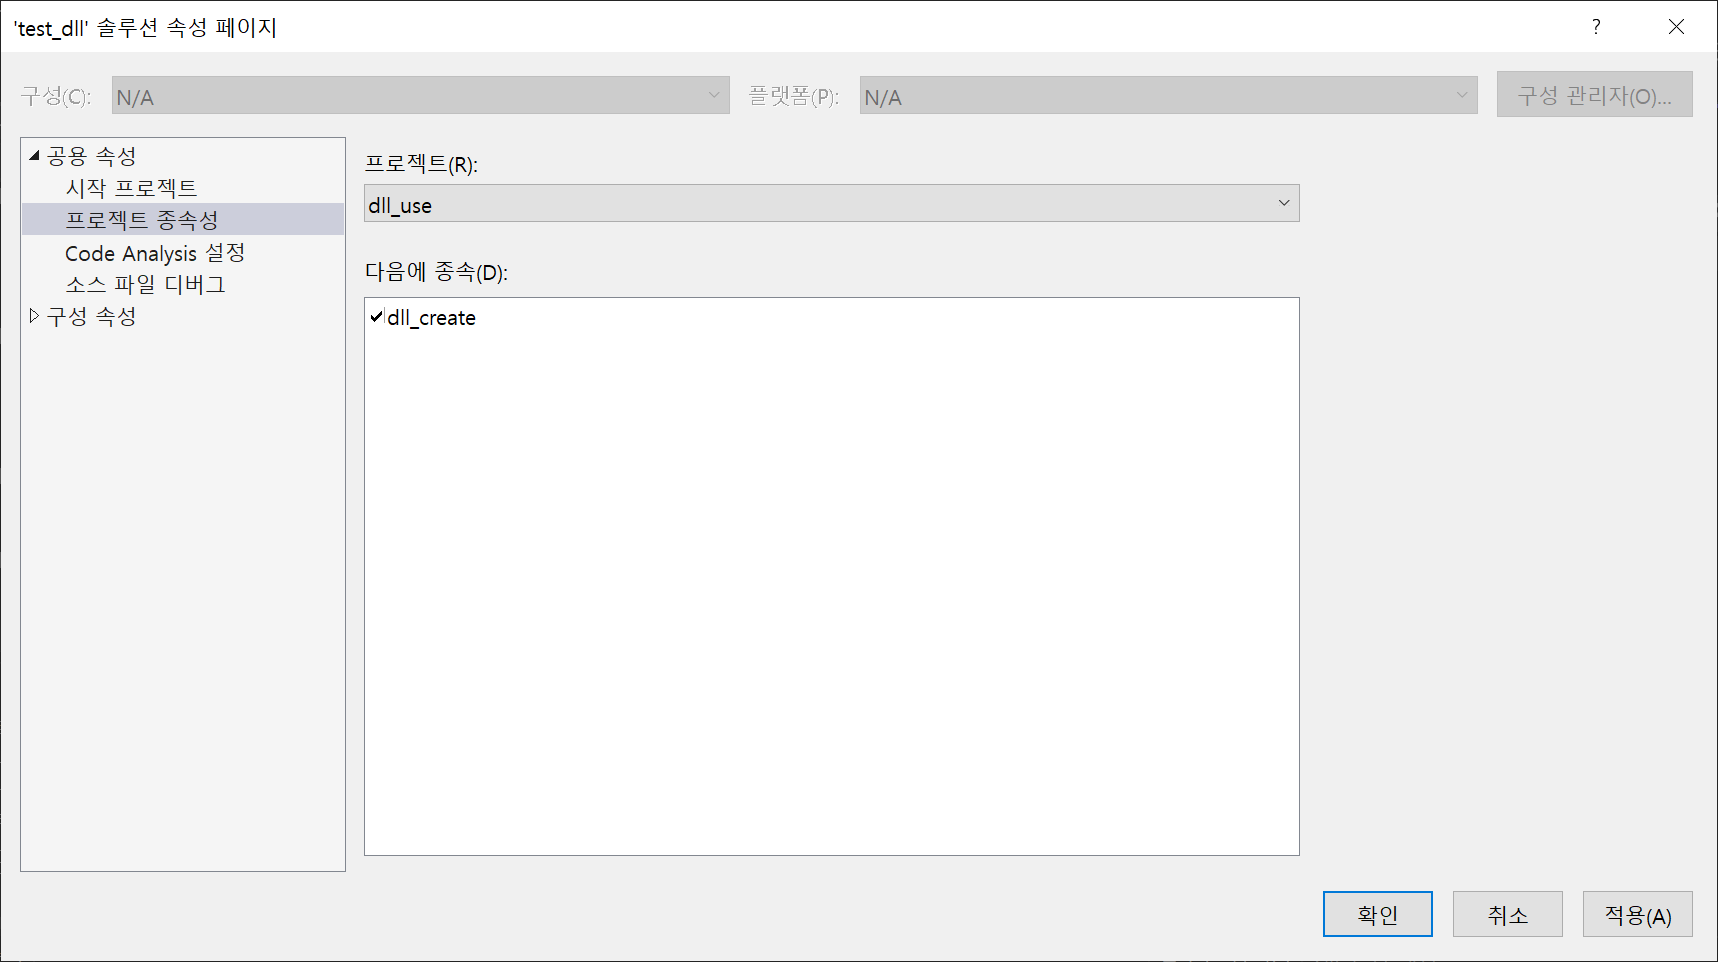 'test_dll' 솔루션 속성 페이지
?
구성(C): N/A 플랫폼(P): N/A 구성 관리자(O)...
공용 속성
시작 프로젝트
프로젝트 종속성
Code Analysis 설정
소스 파일 디버그
구성 속성
프로젝트(R):
dll_use
다음에 종속(D):
dll_create
확인 취소 적용(A)